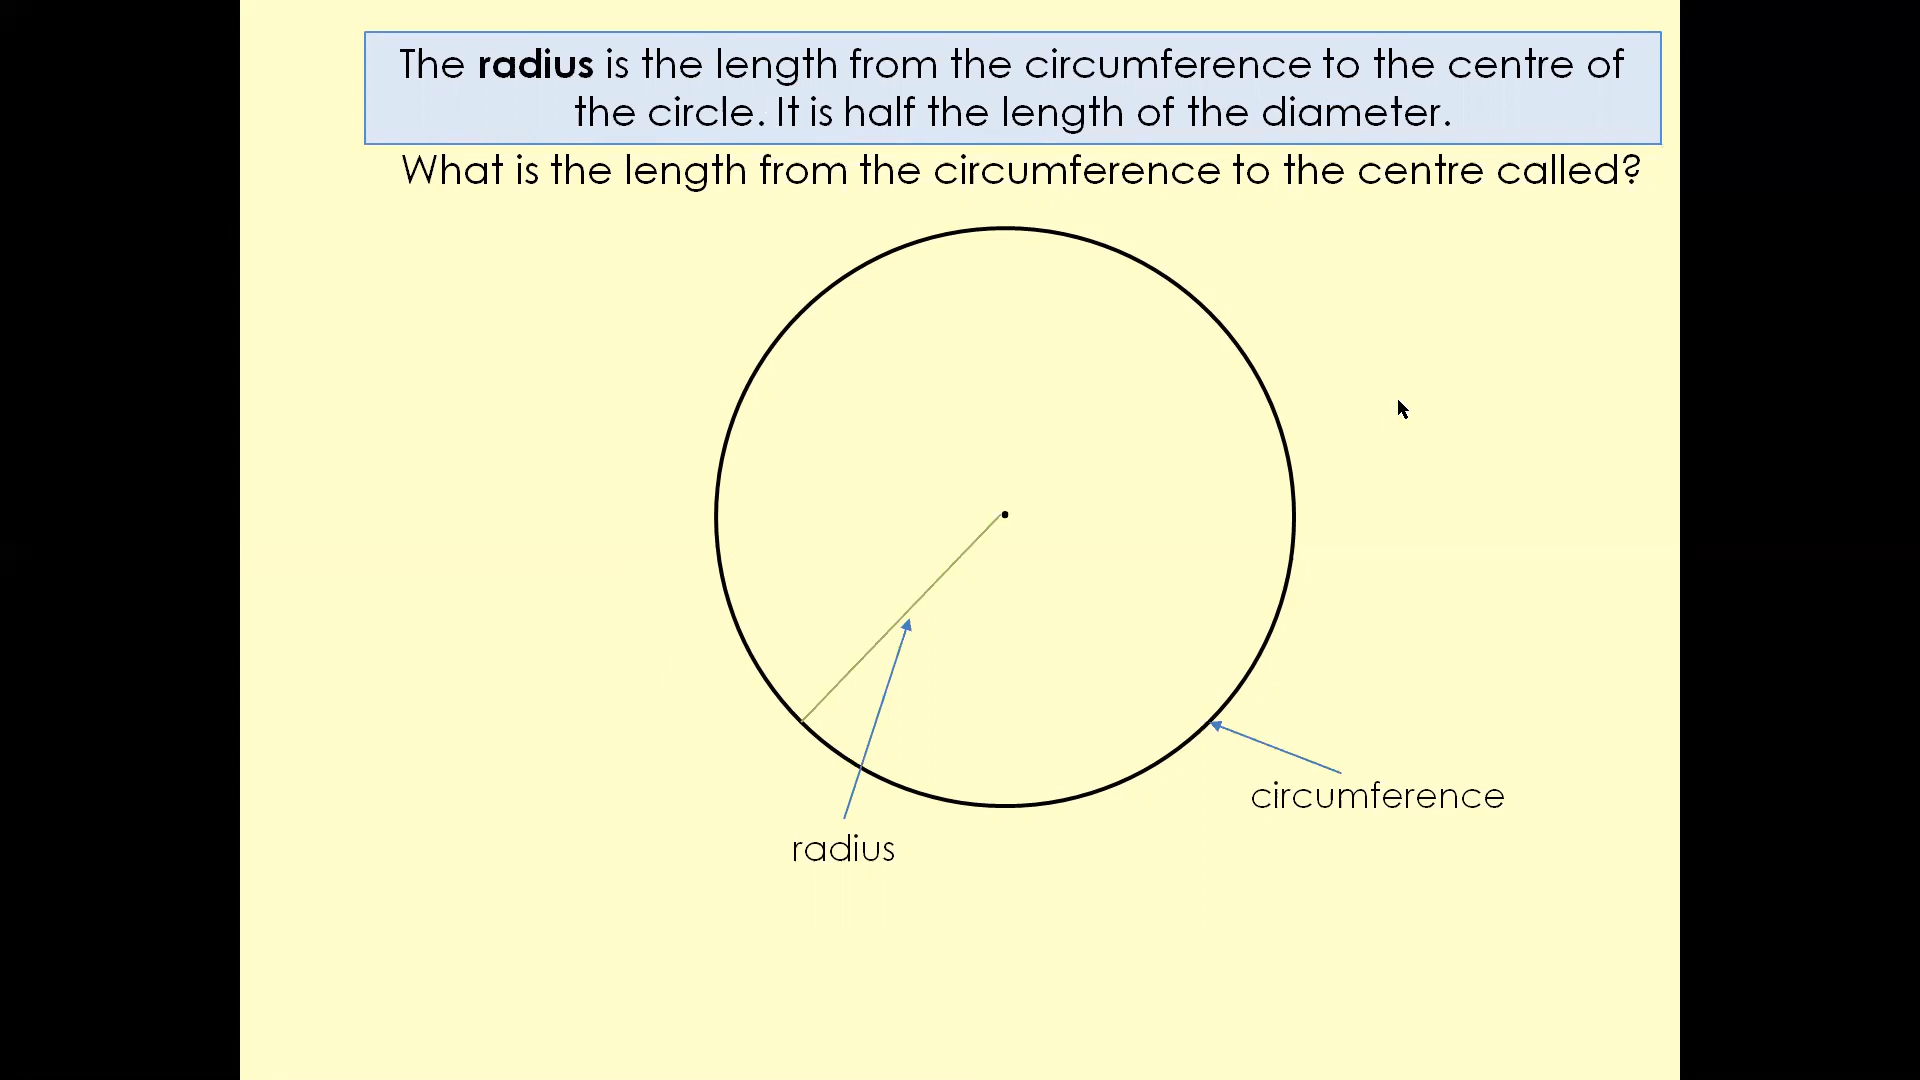 The radius is the length from the circumference to the centre of
the circle. It is half the length of the diameter.
What is the length from the circumference to the centre called?
circumference
radius